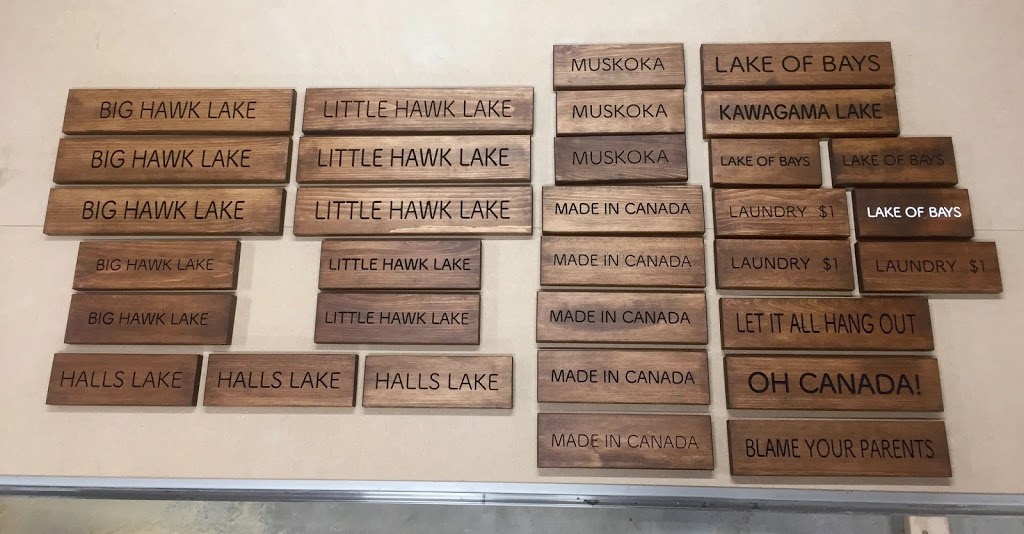 BIG HAWK LAKE
LITTLE HAWK LAKE
BIG HAWK LAKE
LITTLE HAWK LAKE
BIG HAWK LAKE
LITTLE HAWK LAKE
BIG HAWK LAKE
LITTLE HAWK LAKE
BIG HAWK LAKE
LITTLE HAWK LAKE
HALLS LAKE
HALLS LAKE
HALLS LAKE
MUSKOKA
LAKE OF BAYS
MUSKOKA
KAWAGAMA LAKE
MUSKOKA
LAKE OF BAYS
LAKE OF BAYS
MADE IN CANADA
LAUNDRY $1
LAKE OF BAYS
MADE IN CANADA
LAUNDRY $1
LAUNDRY $1
MADE IN CANADA
LET IT ALL HANG OUT
MADE IN CANADA
OH CANADA!
MADE IN CANADA
BLAME YOUR PARENTS